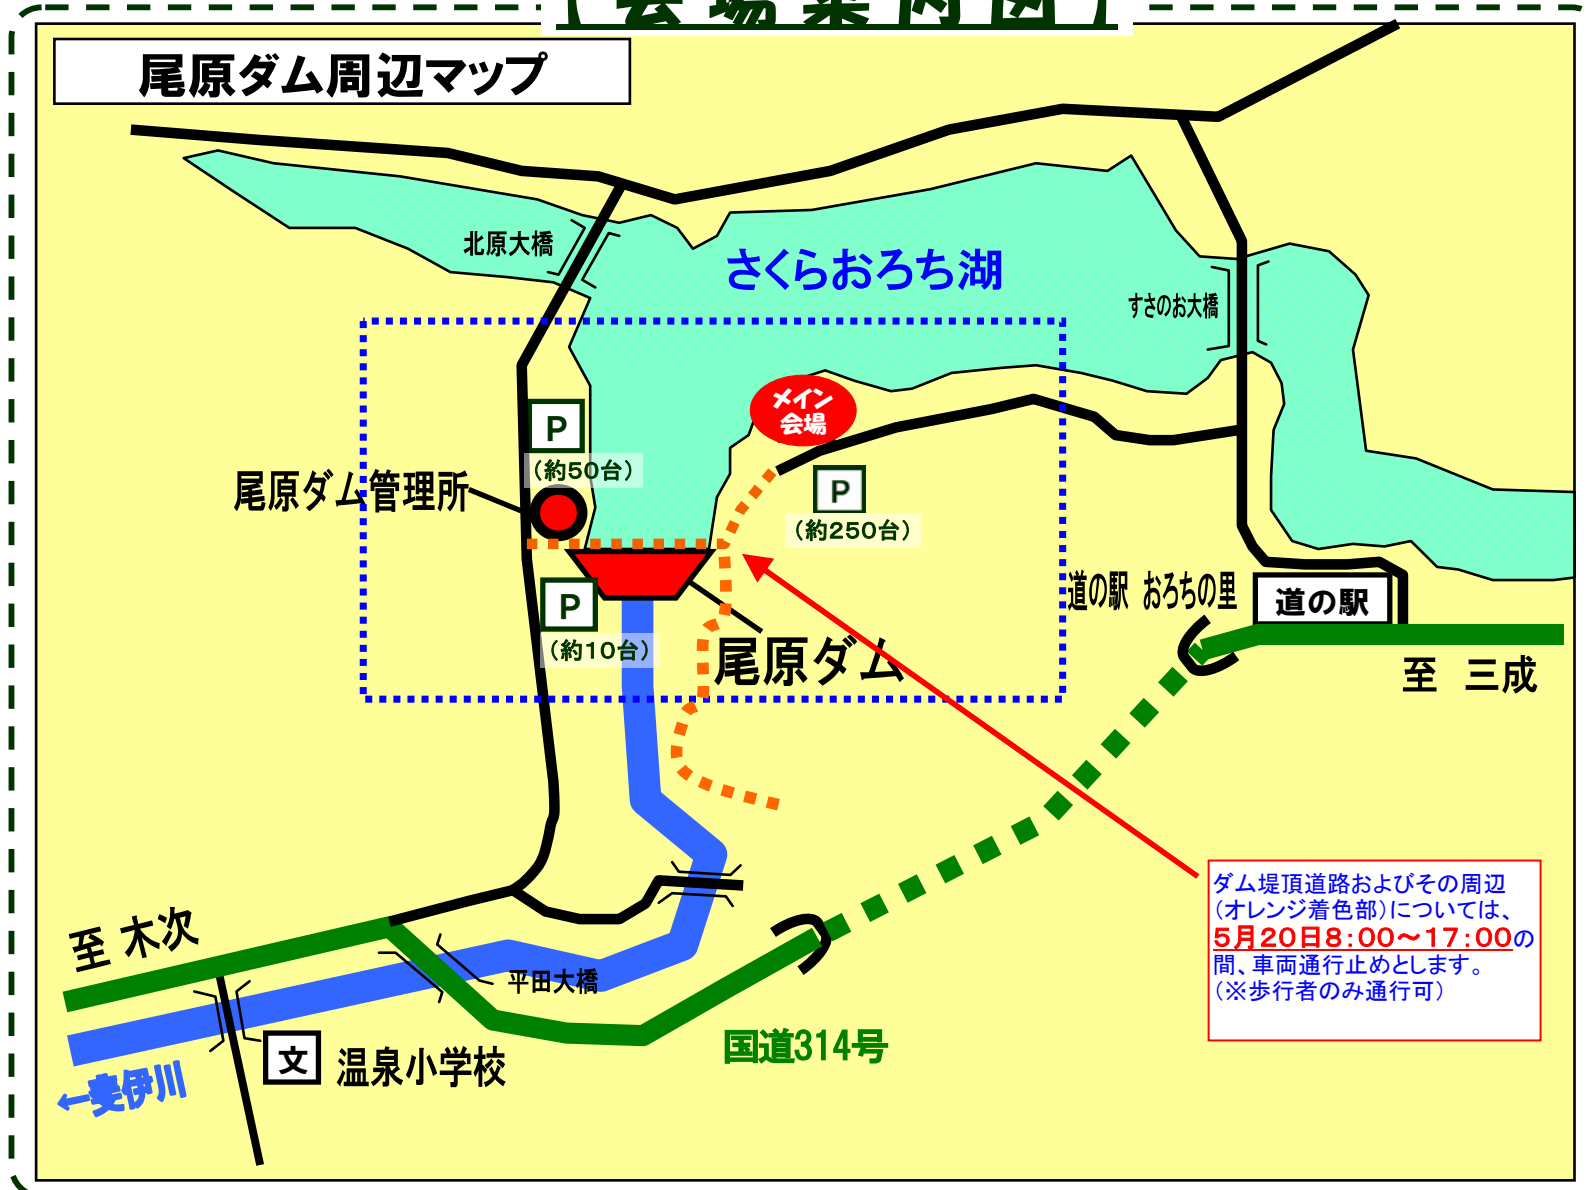 【会場案内図】
尾原ダム周辺マップ
北原大橋
さくらおろち湖
すさのお大橋
メイン
会場
P
(約50台)
尾原ダム管理所
P
(約250台)
P
(約10台)
道の駅 おろちの里
道の駅
尾原ダム
至 三成
ダム堤頂道路およびその周辺
(オレンジ着色部)については、
5月20日8:00~17:00の
間、車両通行止めとします。
(※歩行者のみ通行可)
至 木次
平田大橋
国道314号
文
温泉小学校
←斐伊川